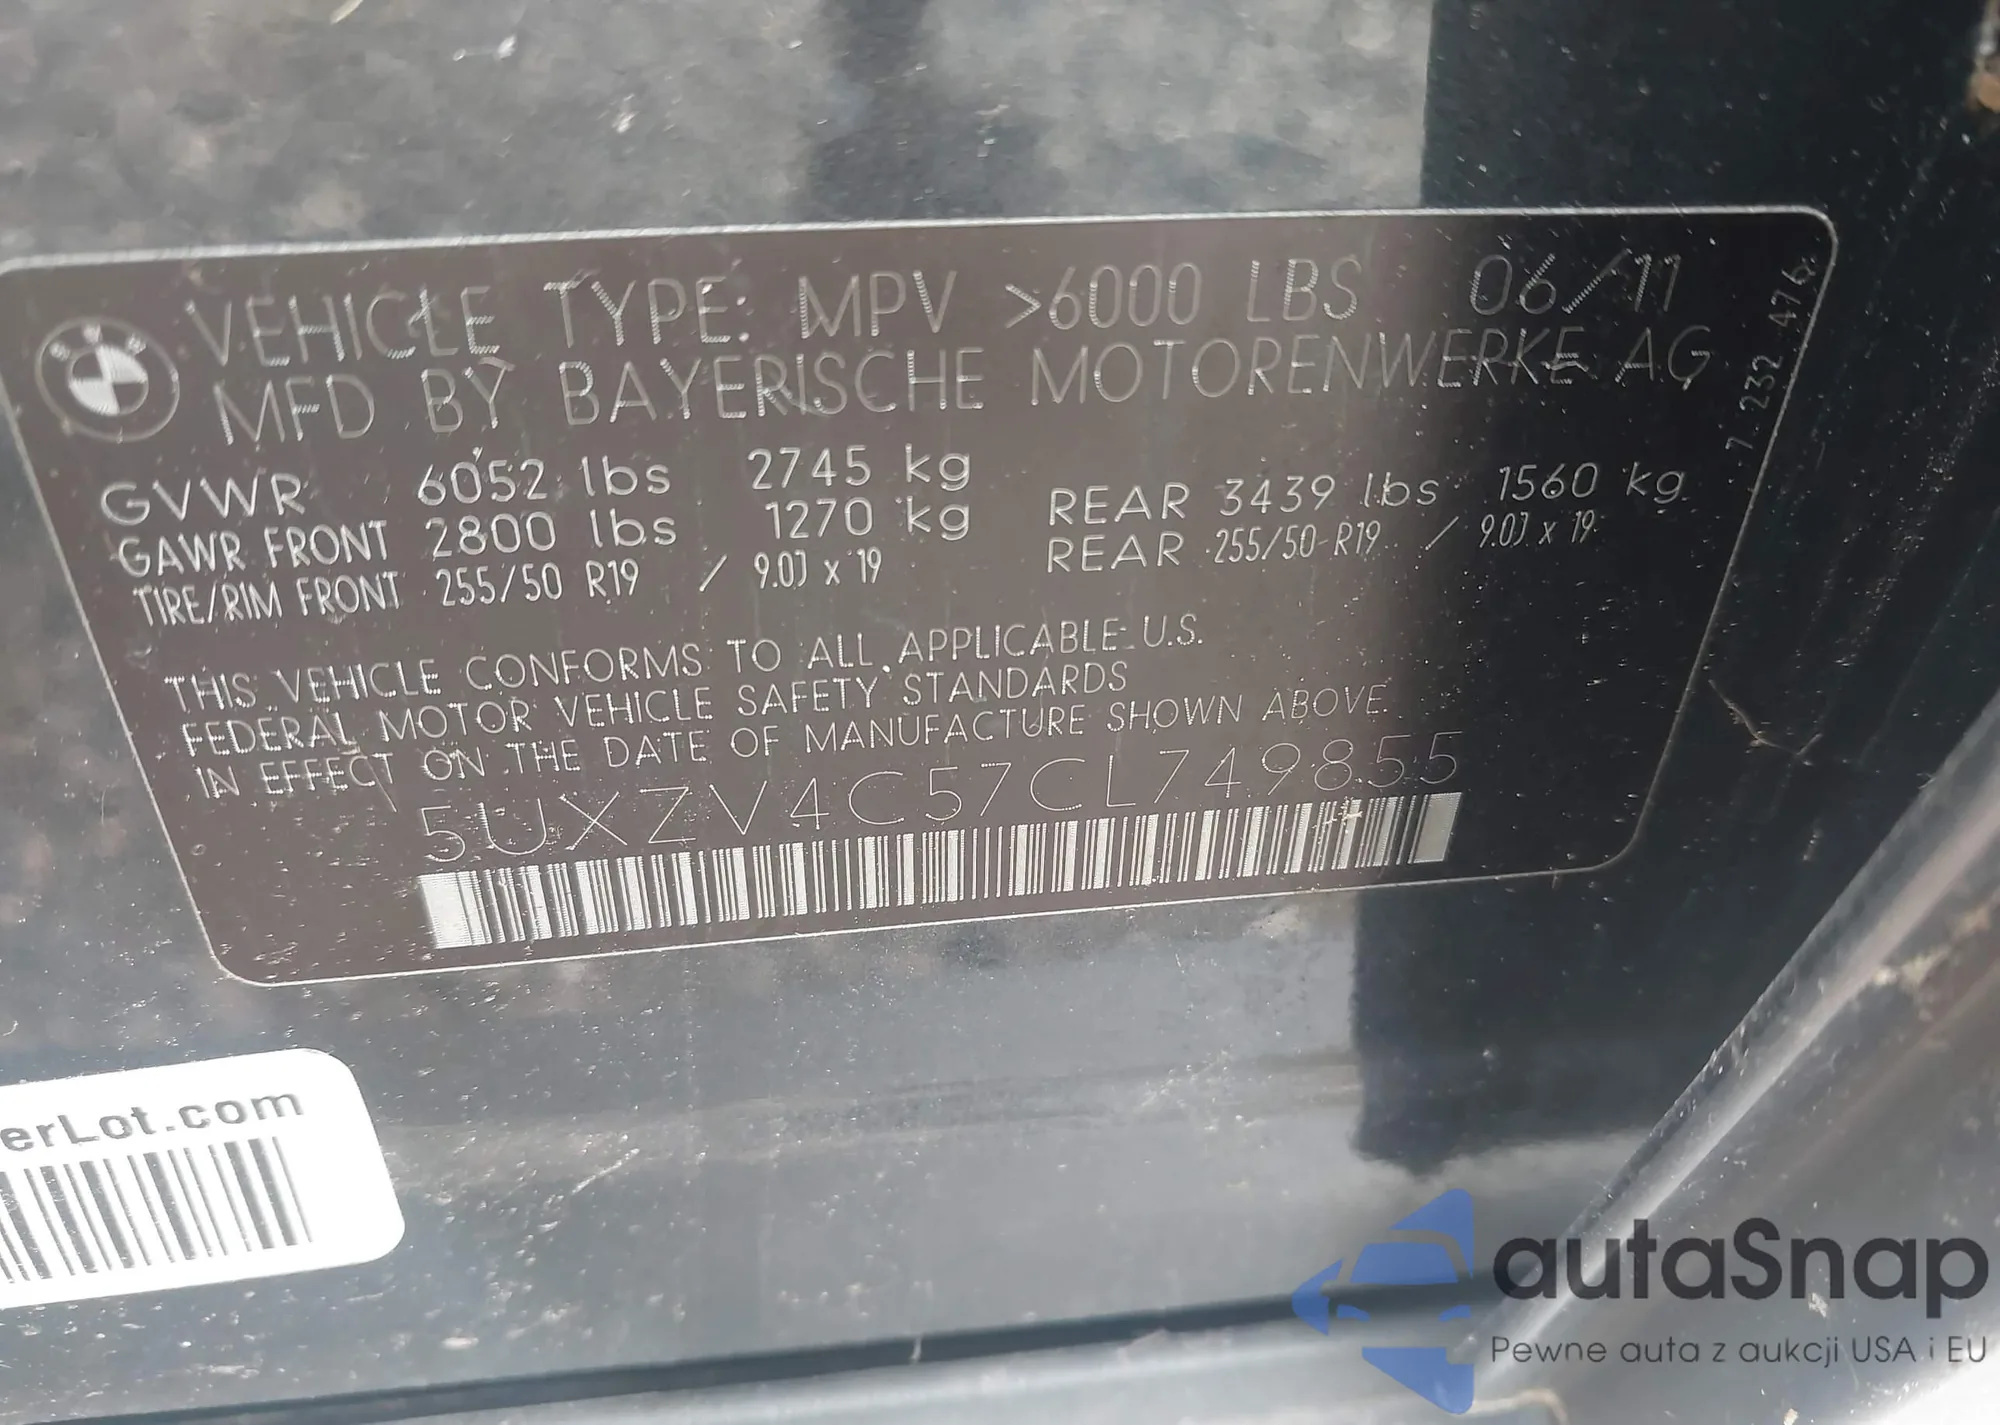 BMW
VEHICLE TYPE: MPV >6000 LBS 06/11
MFD BY BAYERISCHE MOTORENWERKE AG
7 232 476
GVWR 6052 lbs 2745 kg
GAWR FRONT 2800 lbs 1270 kg REAR 3439 lbs 1560 kg
TIRE/RIM FRONT 255/50 R19 / 9.0J x 19 REAR 255/50 R19 / 9.0J x 19
THIS VEHICLE CONFORMS TO ALL APPLICABLE U.S.
FEDERAL MOTOR VEHICLE SAFETY STANDARDS
IN EFFECT ON THE DATE OF MANUFACTURE SHOWN ABOVE.
5UXZV4C57CL749855
erLot.com
autaSnap
Pewne auta z aukcji USA i EU